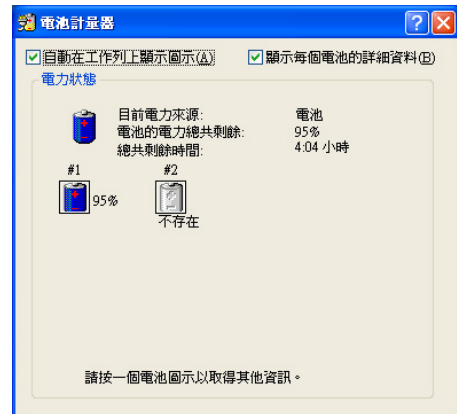 電池計量器
自動在工作列上顯示圖示(A) 顯示每個電池的詳細資料(B)
電力狀態
目前電力來源: 電池
電池的電力總共剩餘: 95%
總共剩餘時間: 4:04 小時
#1 #2
95%
不存在
請按一個電池圖示以取得其他資訊。